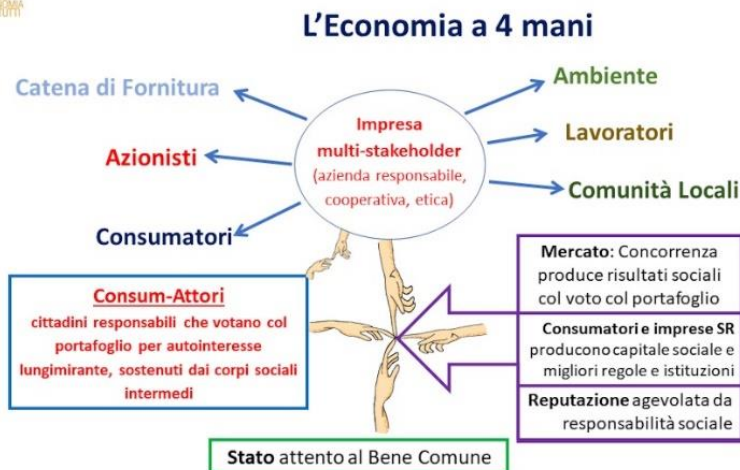 L'Economia a 4 mani
Catena di Fornitura
Azionisti
Consumatori
Impresa
multi-stakeholder
(azienda responsabile,
cooperativa, etica)
Ambiente
Lavoratori
Comunità Locali
Consum-Attori
cittadini responsabili che votano col
portafoglio per autointeresse
lungimirante, sostenuti dai corpi sociali
intermedi
Mercato: Concorrenza
produce risultati sociali
col voto col portafoglio
Consumatori e imprese SR
producono capitale sociale e
migliori regole e istituzioni
Reputazione agevolata da
responsabilità sociale
Stato attento al Bene Comune